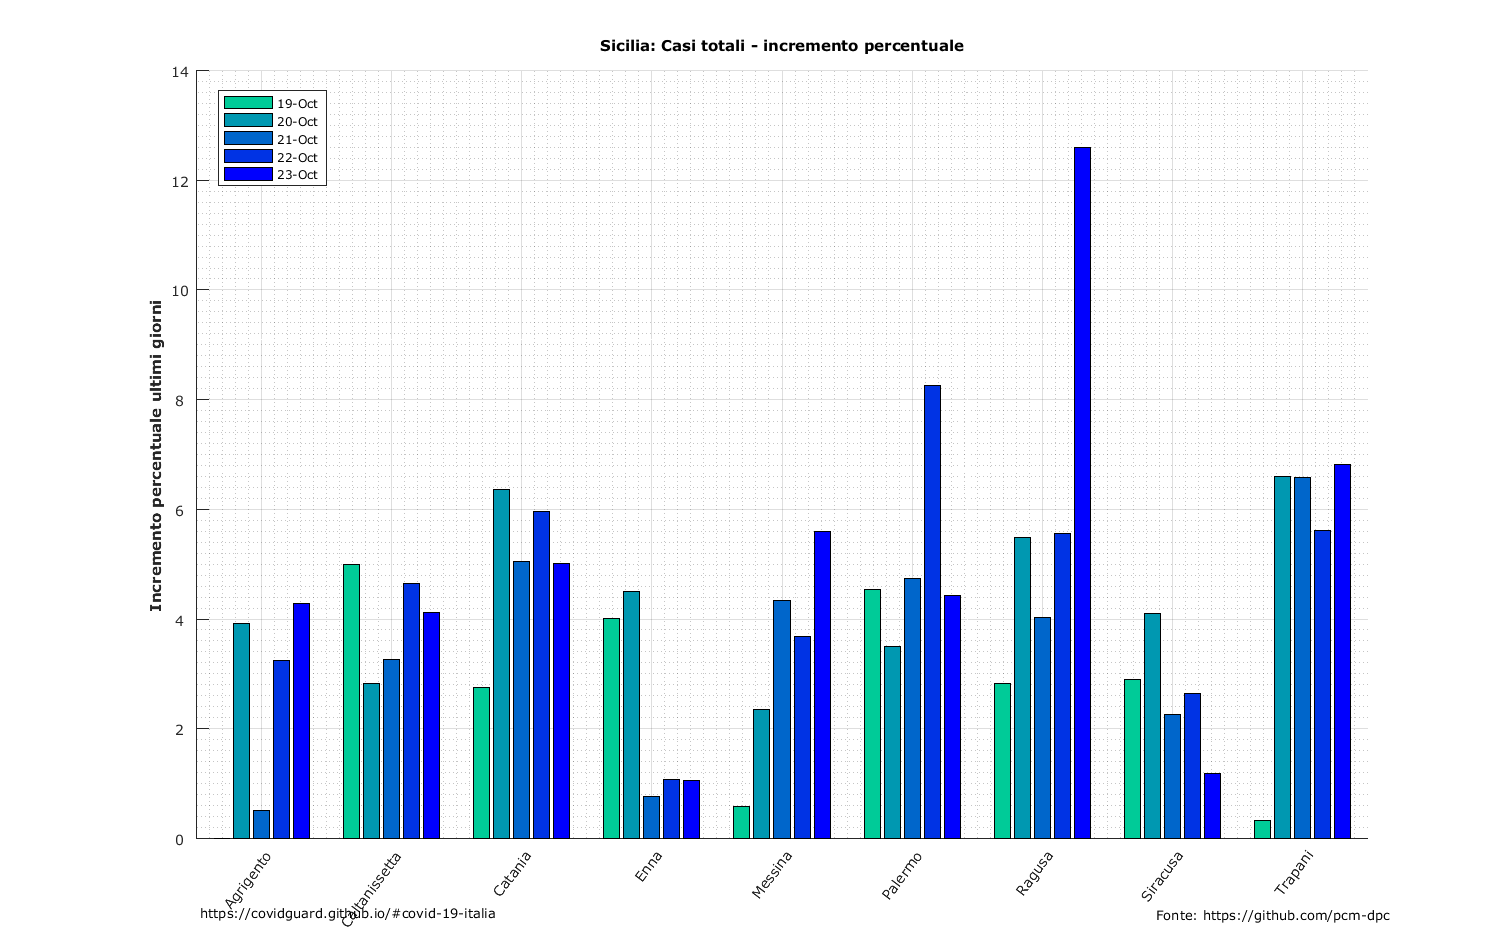 Sicilia: Casi totali - incremento percentuale
Incremento percentuale ultimi giorni
14
12
10
8
6
4
2
0
19-Oct
20-Oct
21-Oct
22-Oct
23-Oct
Agrigento
Caltanissetta
Catania
Enna
Messina
Palermo
Ragusa
Siracusa
Trapani
https://covidguard.github.io/#covid-19-italia
Fonte: https://github.com/pcm-dpc